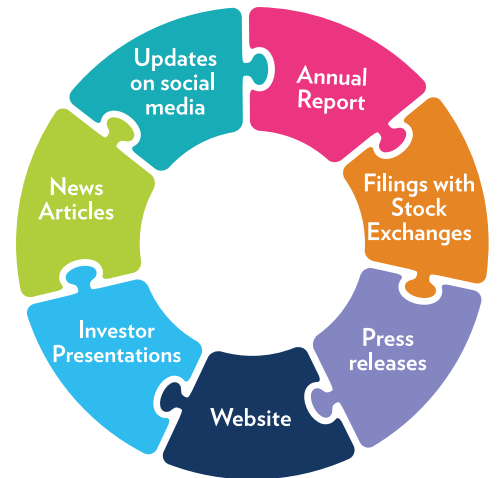 Updates
on social
media
Annual
Report
Filings with
Stock
Exchanges
Press
releases
Website
Investor
Presentations
News
Articles